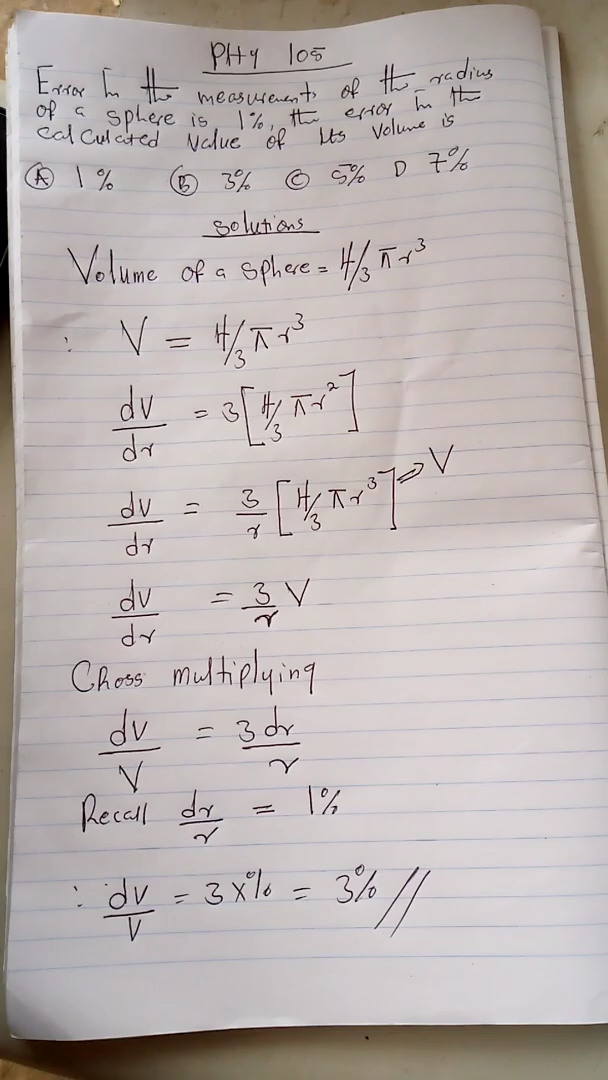 PHY 105
Error in the measurements of the radius
of a sphere is 1%, the error in the
calculated value of its volume is
Ⓐ 1% Ⓑ 3% Ⓒ 5% D 7%
solutions
Volume of a sphere = 4/3 πr³
∴ V = 4/3 πr³
dv/dr = 3[4/3 πr²]
dv/dr = 3/r [4/3 πr³] ⇒ V
dv/dr = 3/r V
Cross multiplying
dv/V = 3dr/r
Recall dr/r = 1%
∴ dv/V = 3 x % = 3% //